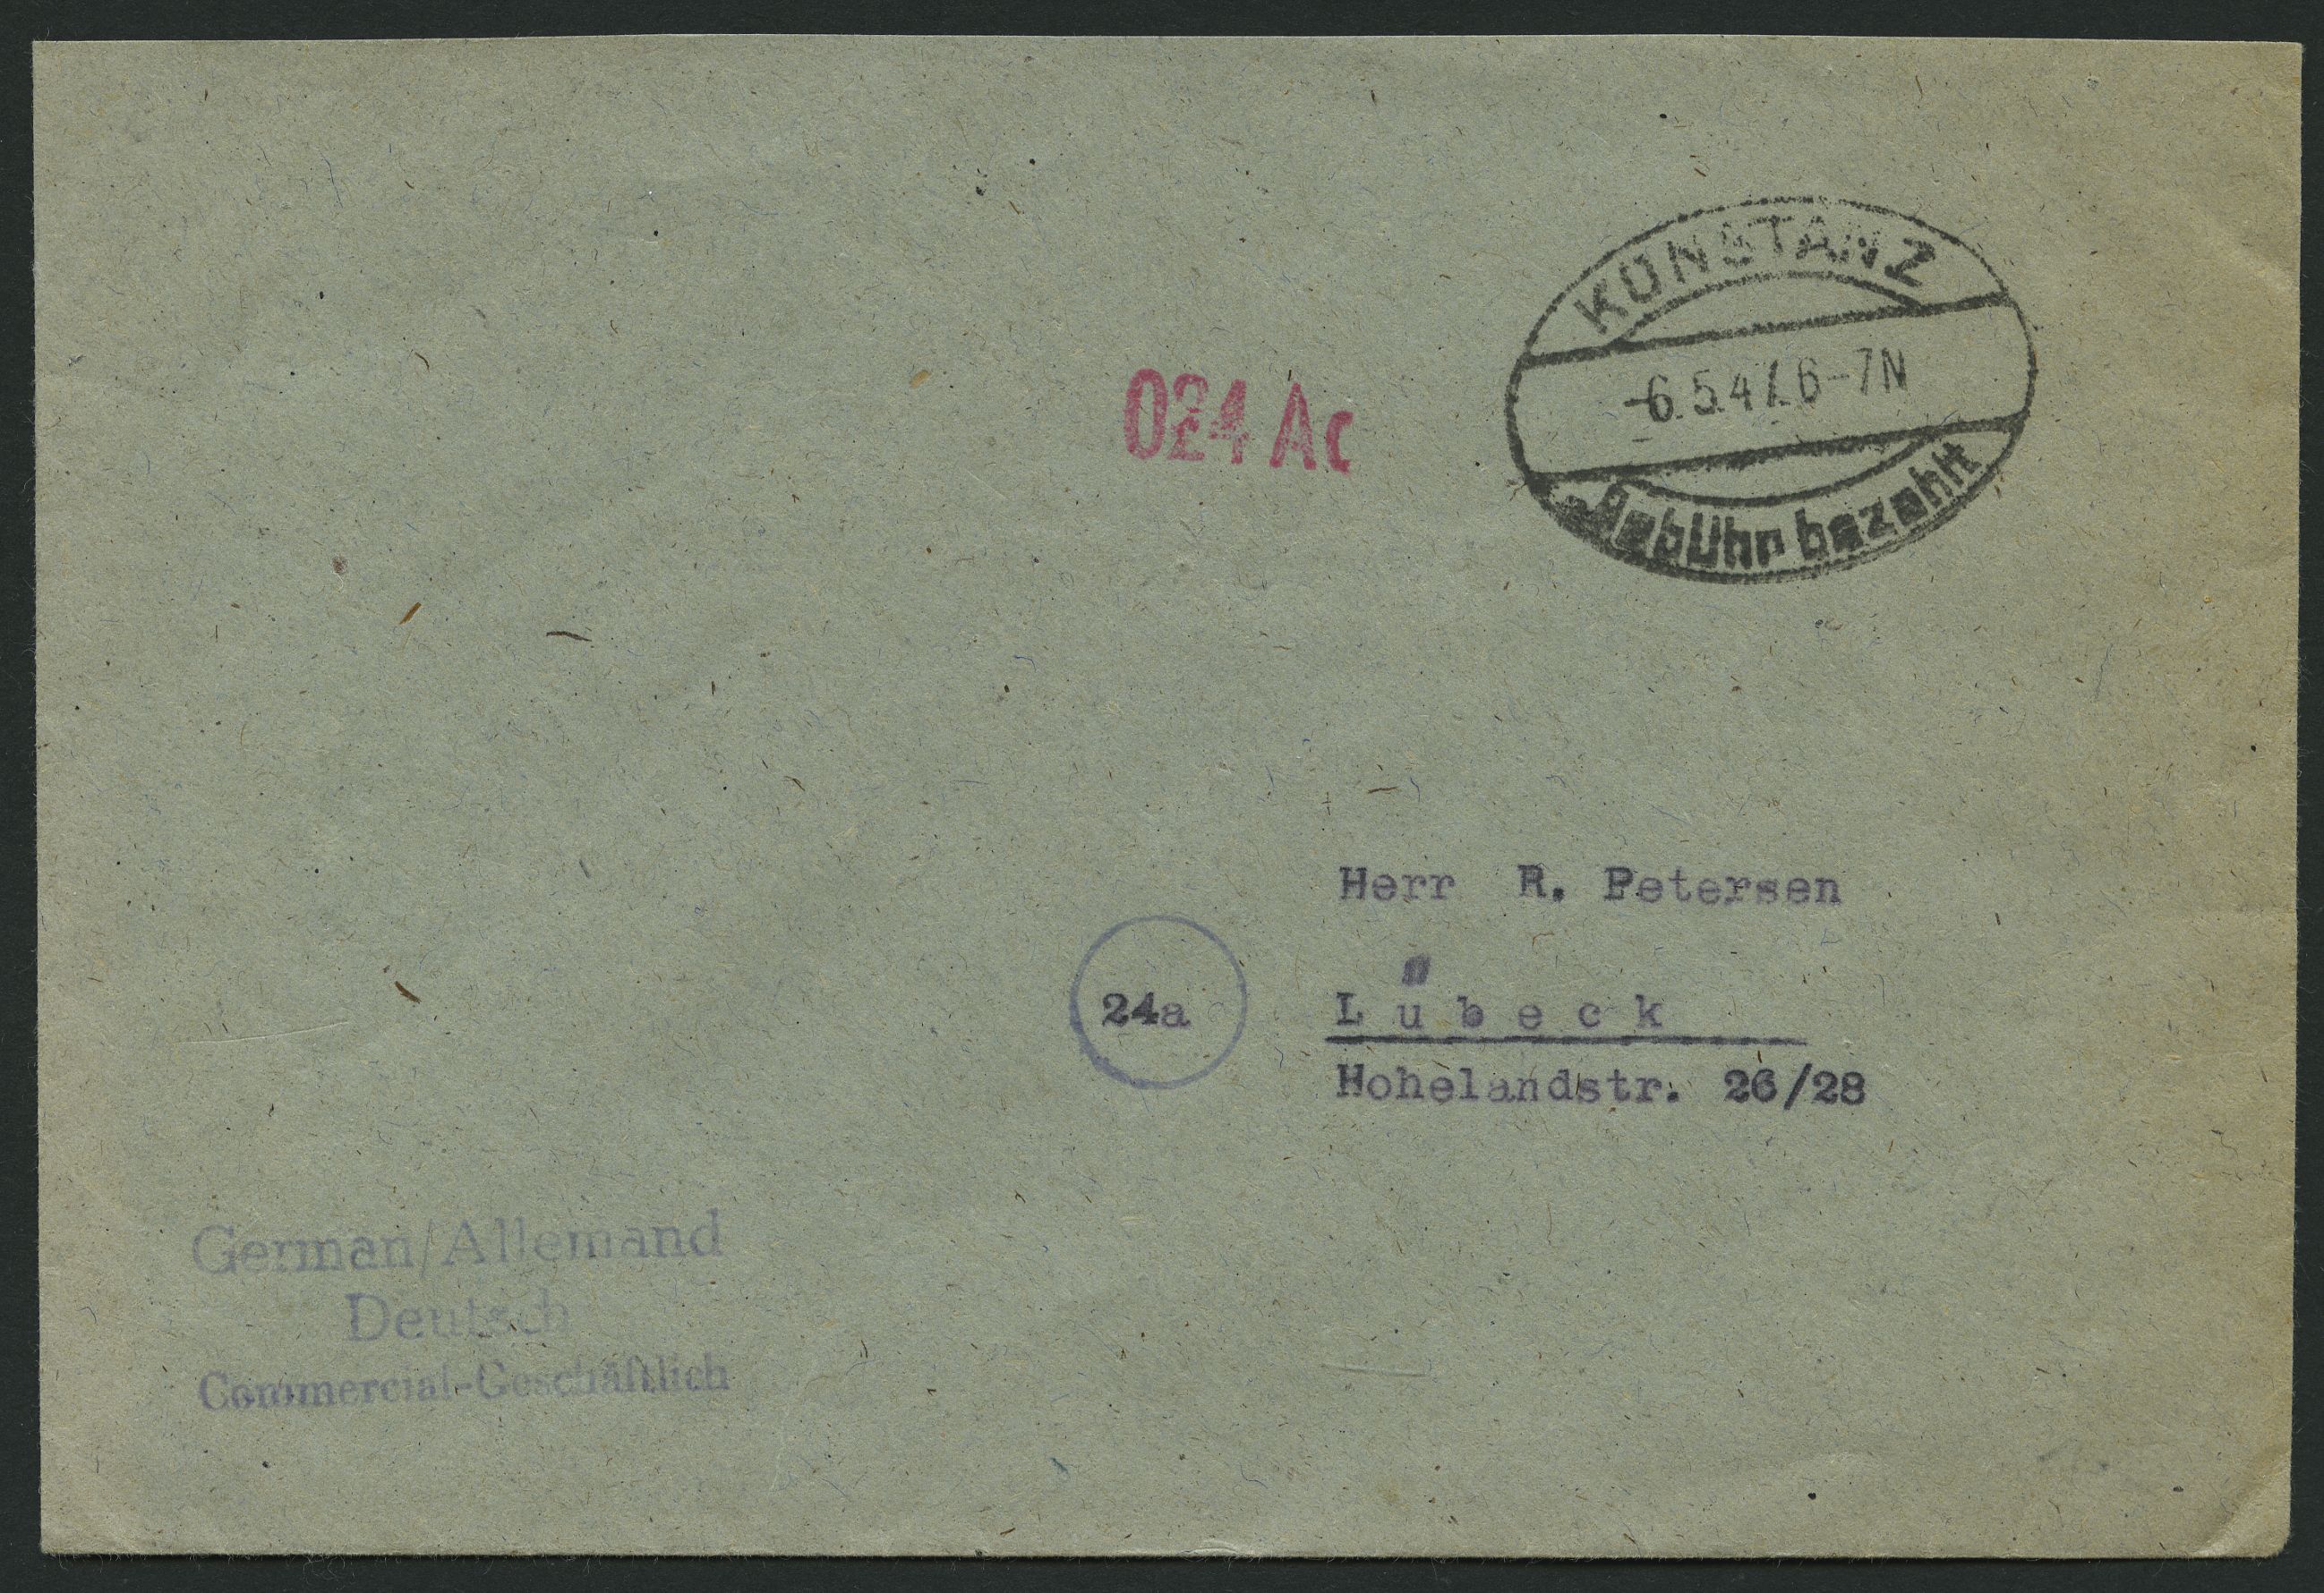 KONSTANZ
-6.5.47.6-7N
Gebühr bezahlt
024 Ac
Herr R. Petersen
24a
Lübeck
Hohelandstr. 26/28
German/Allemand
Deutsch
Commercial-Geschäftlich